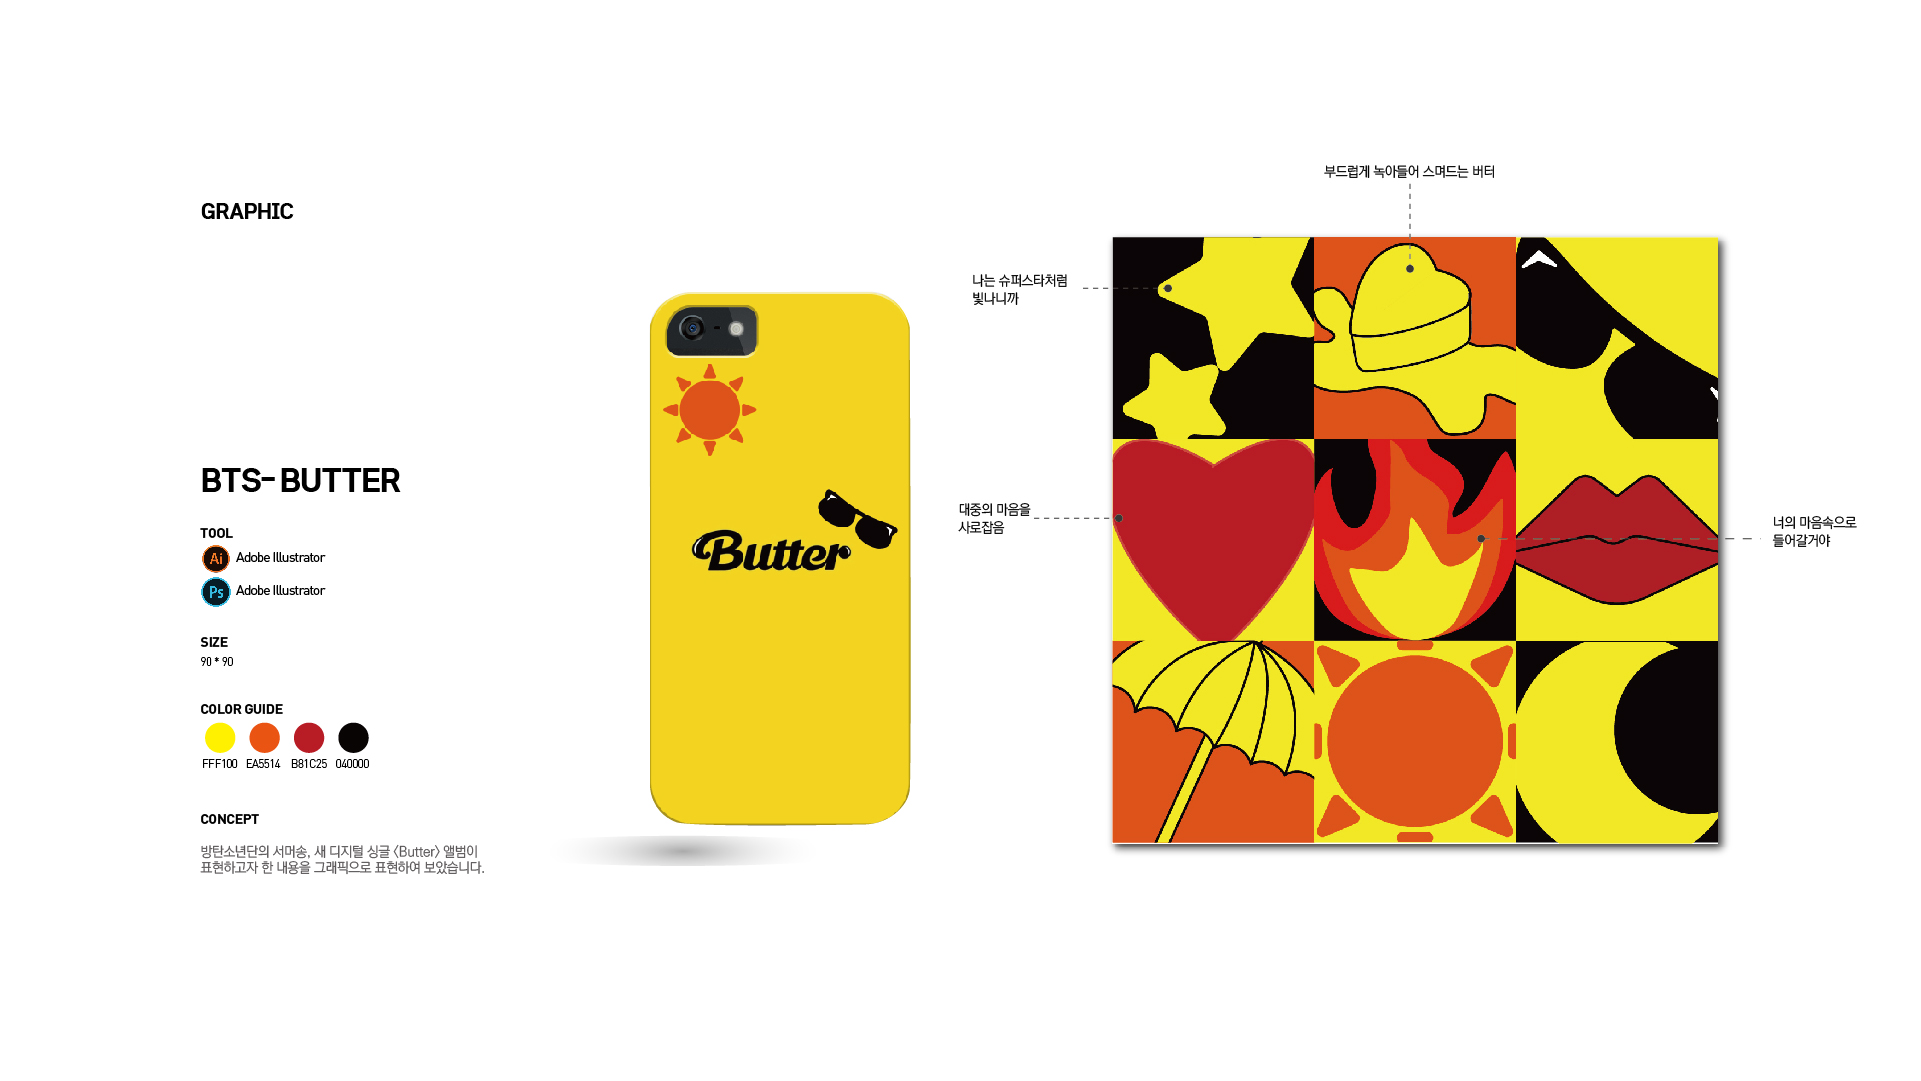 GRAPHIC
BTS-BUTTER
TOOL
Ai Adobe Illustrator
Ps Adobe Illustrator
SIZE
90 * 90
COLOR GUIDE
FFF100 EA5514 B81C25 040000
CONCEPT
방탄소년단의 서머송, 새 디지털 싱글 〈Butter〉 앨범이
표현하고자 한 내용을 그래픽으로 표현하여 보았습니다.
Butter
부드럽게 녹아들어 스며드는 버터
나는 슈퍼스타처럼
빛나니까
대중의 마음을
사로잡음
너의 마음속으로
들어갈거야